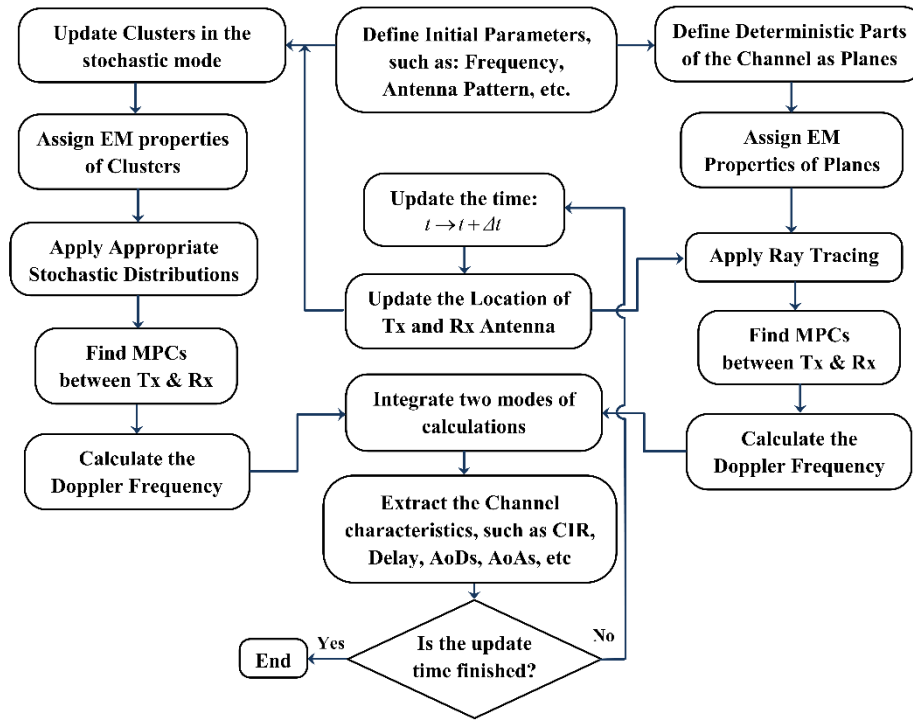 Update Clusters in the
stochastic mode
Define Initial Parameters,
such as: Frequency,
Antenna Pattern, etc.
Define Deterministic Parts
of the Channel as Planes
Assign EM properties
of Clusters
Assign EM
Properties of Planes
Update the time:
t → t + Δt
Apply Appropriate
Stochastic Distributions
Apply Ray Tracing
Update the Location of
Tx and Rx Antenna
Find MPCs
between Tx & Rx
Find MPCs
between Tx & Rx
Integrate two modes of
calculations
Calculate the
Doppler Frequency
Calculate the
Doppler Frequency
Extract the Channel
characteristics, such as CIR,
Delay, AoDs, AoAs, etc
Is the update
time finished?
Yes
No
End